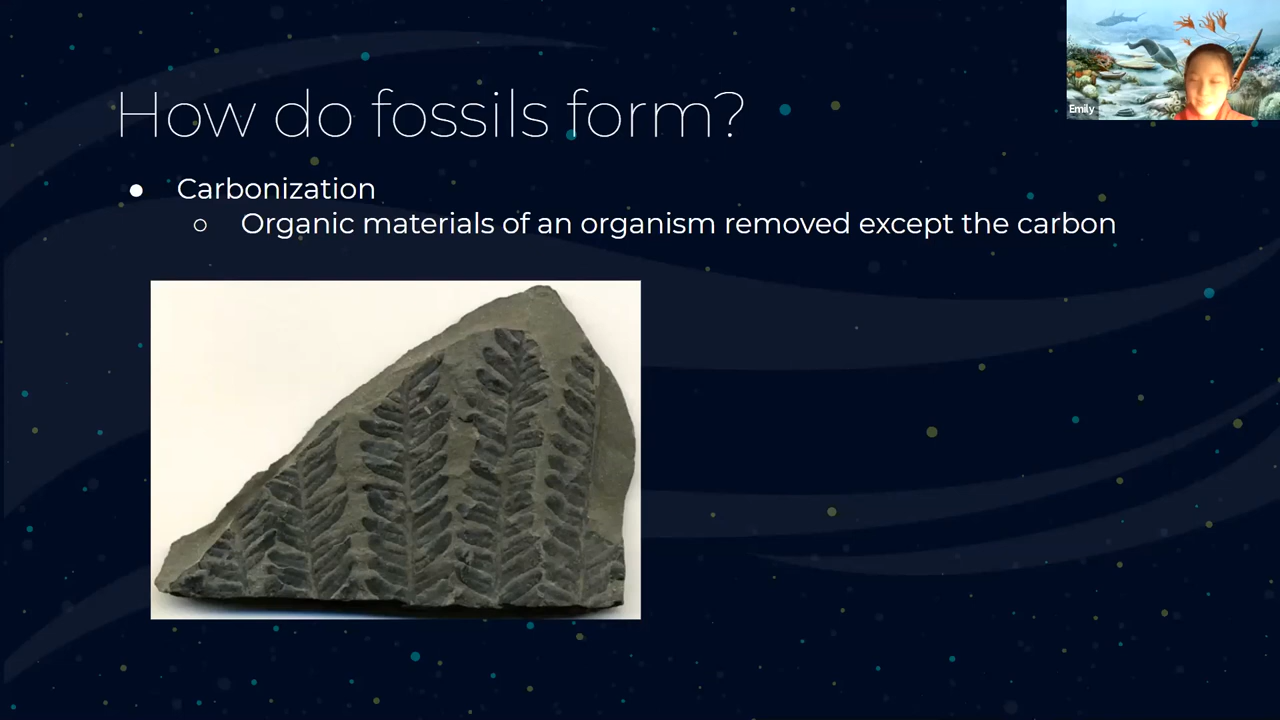 How do fossils form?
● Carbonization
○ Organic materials of an organism removed except the carbon
Emily